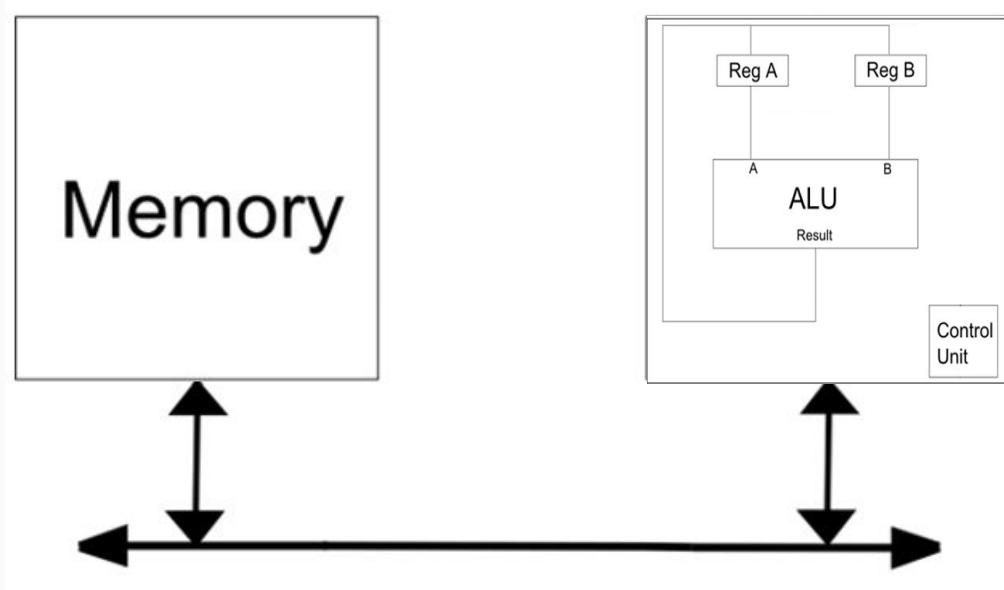 Memory
Reg A
Reg B
A
B
ALU
Result
Control
Unit